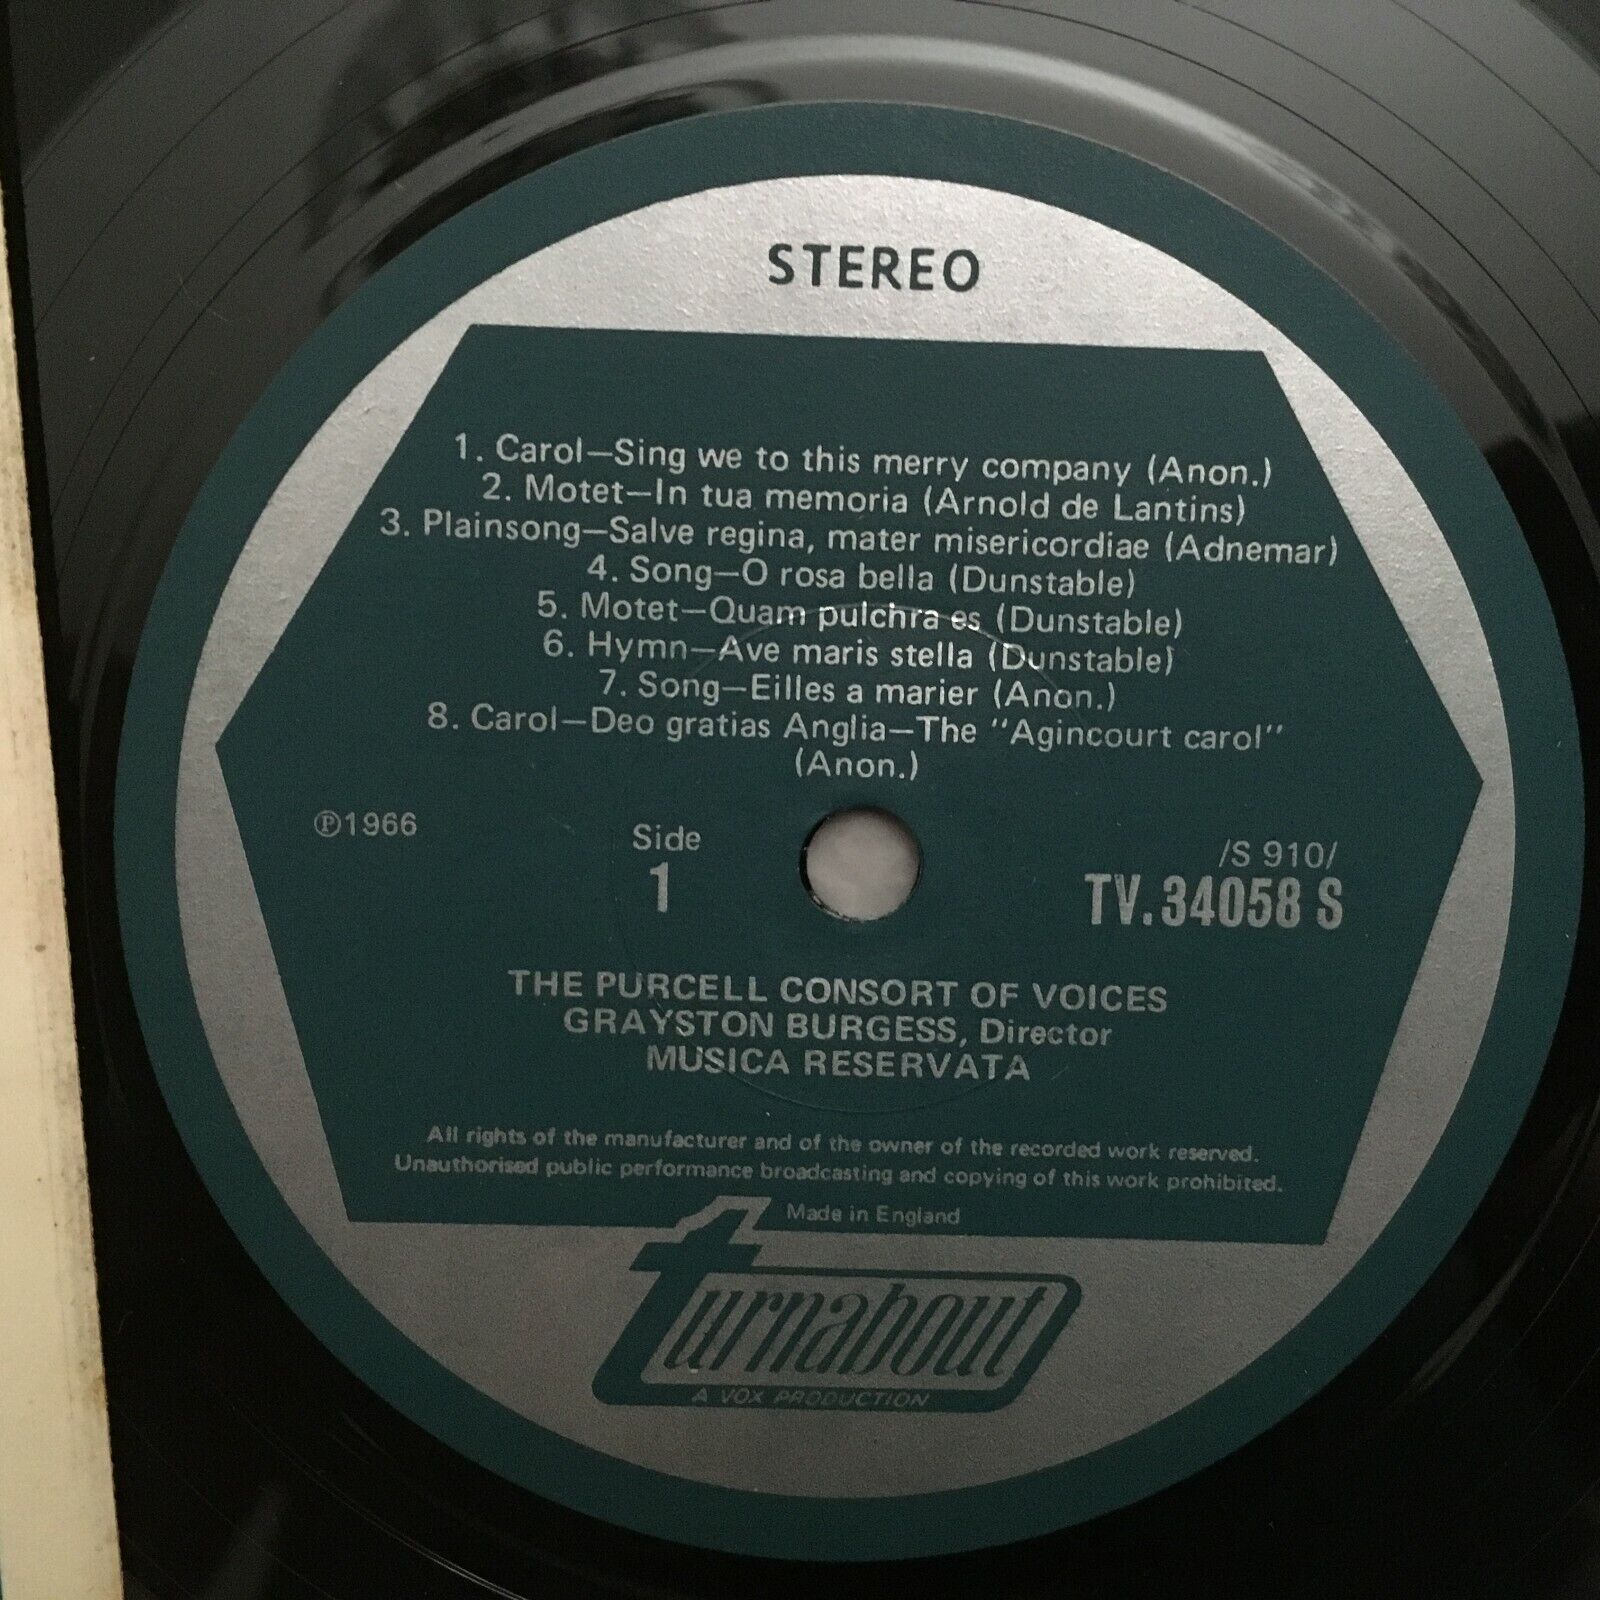 STEREO
1. Carol—Sing we to this merry company (Anon.)
2. Motet—In tua memoria (Arnold de Lantins)
3. Plainsong—Salve regina, mater misericordiae (Adnemar)
4. Song—O rosa bella (Dunstable)
5. Motet—Quam pulchra es (Dunstable)
6. Hymn—Ave maris stella (Dunstable)
7. Song—Eilles a marier (Anon.)
8. Carol—Deo gratias Anglia—The "Agincourt carol"
(Anon.)
℗1966
Side
1
/S 910/
TV.34058 S
THE PURCELL CONSORT OF VOICES
GRAYSTON BURGESS, Director
MUSICA RESERVATA
All rights of the manufacturer and of the owner of the recorded work reserved.
Unauthorised public performance broadcasting and copying of this work prohibited.
Made in England
turnabout
A VOX PRODUCTION